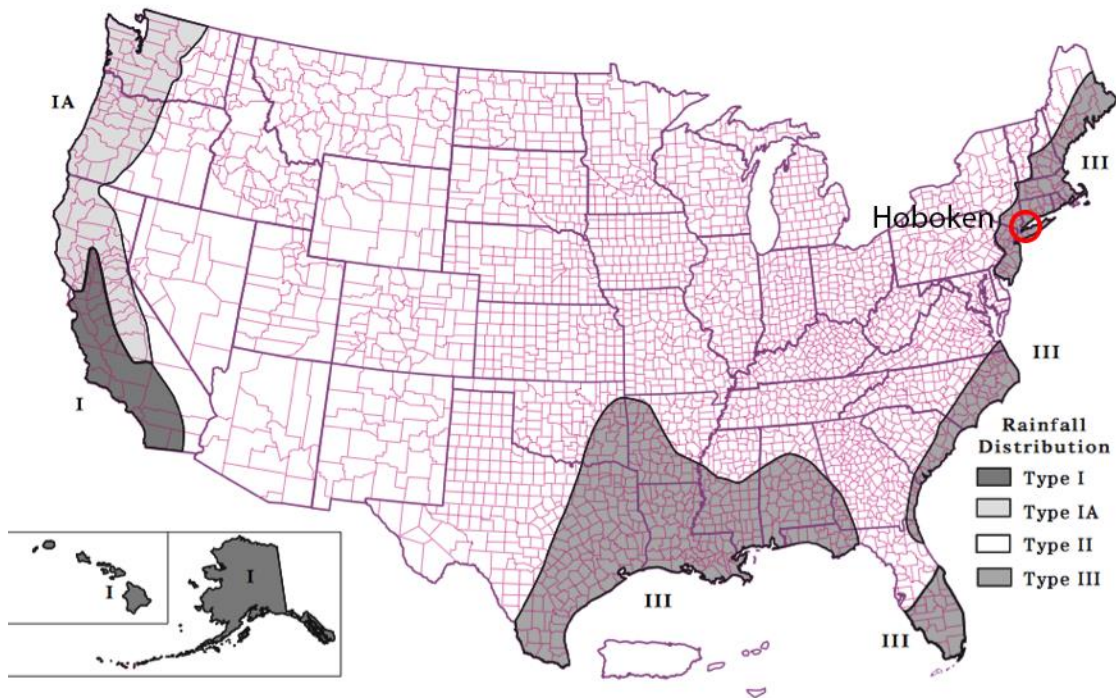 IA
III
Hoboken
III
I
Rainfall
Distribution
Type I
Type IA
Type II
Type III
I
I
III
III